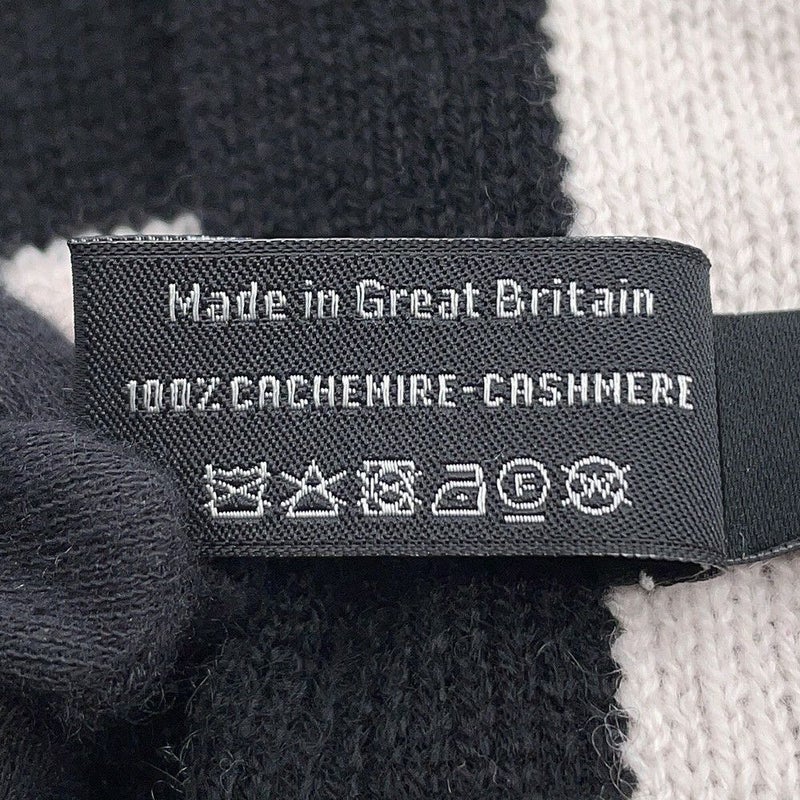 Made in Great Britain
100% CACHEMIRE-CASHMERE
F W